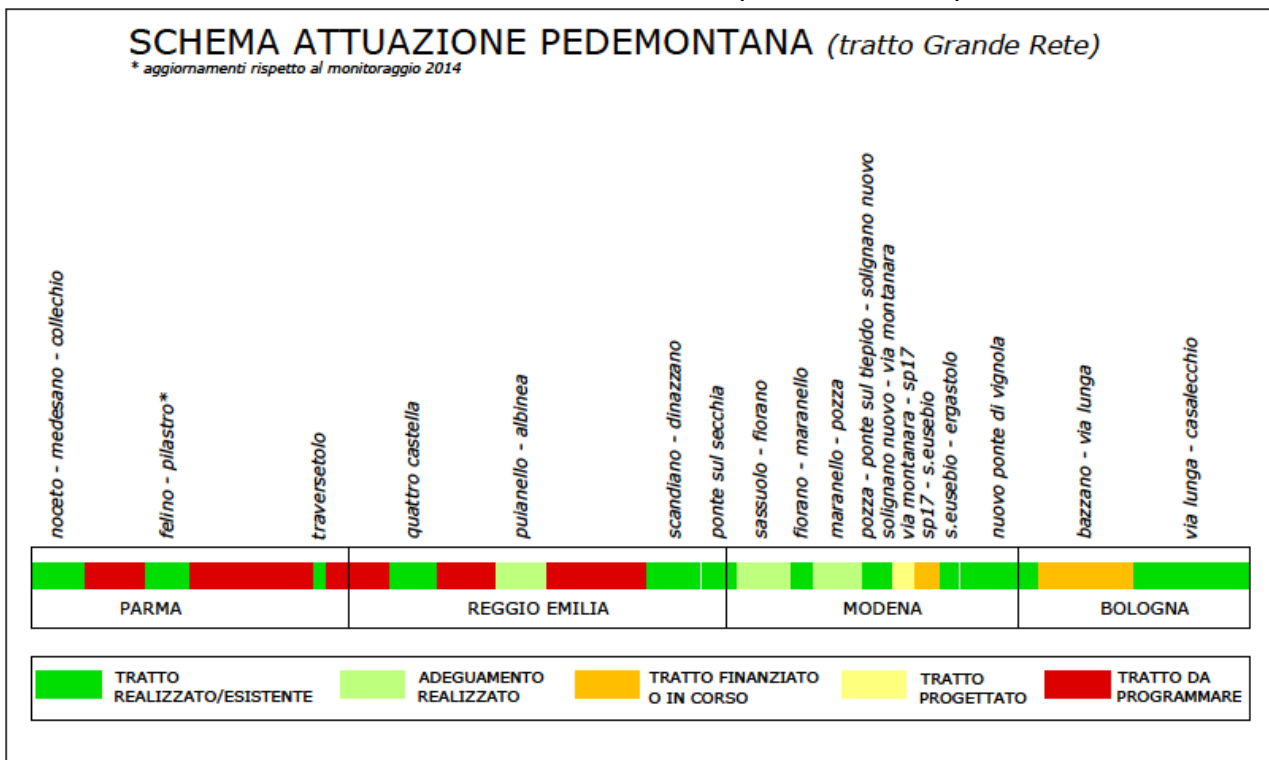 SCHEMA ATTUAZIONE PEDEMONTANA (tratto Grande Rete)
* aggiornamenti rispetto al monitoraggio 2014
noceto - medesano - collechio
felino - pilastro*
traversetolo
quattro castella
puianello - albinea
scandiano - dinazzano
ponte sul secchia
sassuolo - fiorano
fiorano - maranello
maranello - pozza
pozza - ponte sul tiepido - solignano nuovo
solignano nuovo - via montanara
via montanara - sp17
sp17 - s.eusebio
s.eusebio - ergastolo
nuovo ponte di vignola
bazzano - via lunga
via lunga - casalecchio
PARMA
REGGIO EMILIA
MODENA
BOLOGNA
TRATTO
REALIZZATO/ESISTENTE
ADEGUAMENTO
REALIZZATO
TRATTO FINANZIATO
O IN CORSO
TRATTO
PROGETTATO
TRATTO DA
PROGRAMMARE